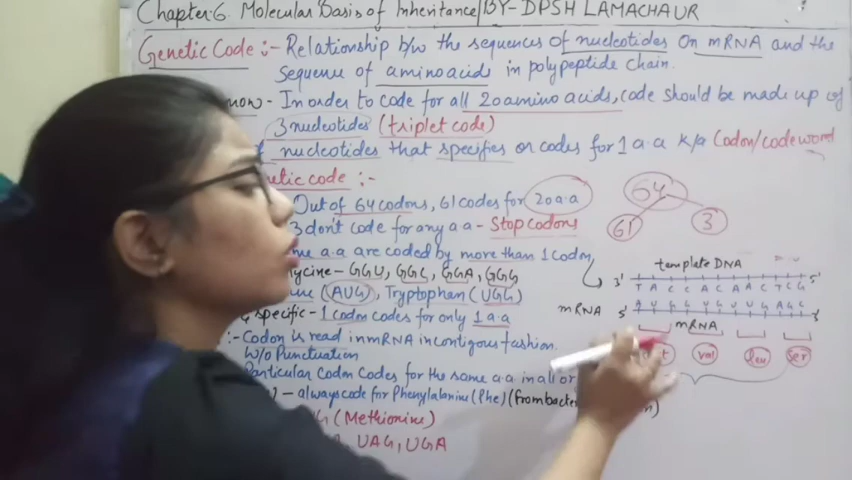 Chapter:6. Molecular Basis of Inheritance/BY-DPSH LAMACHAUR
Genetic Code :- Relationship b/w the sequences of nucleotides on mRNA and the
sequence of aminoacids in polypeptide chain.
- In order to code for all 20 amino acids, code should be made up of
3 nucleotides (triplet code)
nucleotides that specifies or codes for 1 a.a k/a Codon/codeword
code :-
Out of 64 codons, 61 codes for 20 a.a
3 don't code for any a a - Stop codons
a.a are coded by more than 1 Codon
- GGU, GGC, GGA, GGG
(AUG), Tryptophan (UGG)
specific - 1 codon codes for only 1 a.a
:- Codon is read in mRNA in contigous fashion.
W/o Punctuation
Particular Codon Codes for the same a.a in all or
- always code for Phenylalanine (Phe) (from bacter
(Methionine)
UAG, UGA
64
61 3
template DNA
3' 5'
T A C C A C A A C T C G
mRNA 5' 3'
mRNA
val leu ser